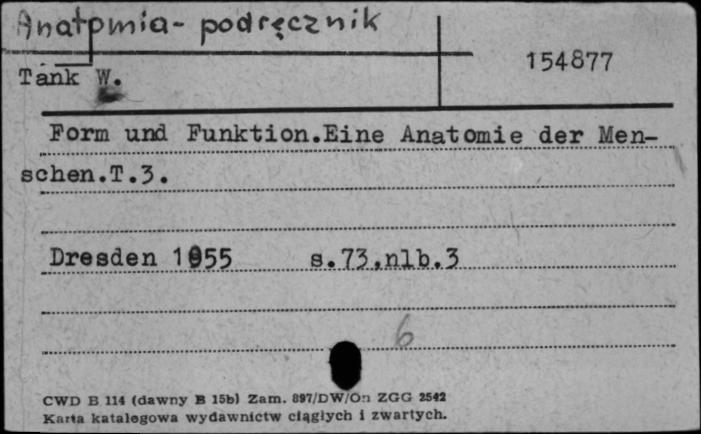 Anatomia - podręcznik
Tank W.
154877
Form und Funktion.Eine Anatomie der Men-
schen.T.3.
Dresden 1955 s.73,nlb.3
6
CWD B 114 (dawny B 15b) Zam. 897/DW/On ZGG 2542
Karta katalogowa wydawnictw ciągłych i zwartych.